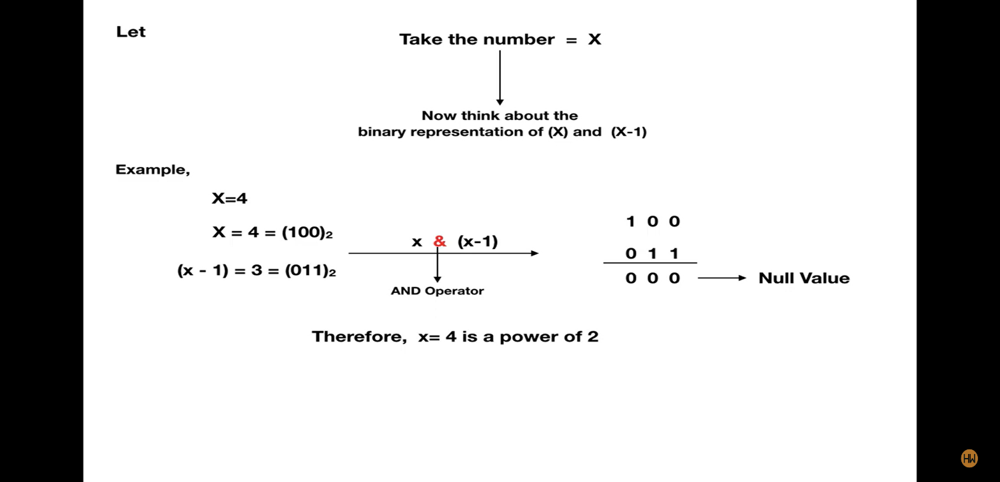 Let
Take the number = X
Now think about the
binary representation of (X) and (X-1)
Example,
X=4
X = 4 = (100)₂
(x - 1) = 3 = (011)₂
x & (x-1)
AND Operator
1 0 0
0 1 1
0 0 0
Null Value
Therefore, x= 4 is a power of 2
HW